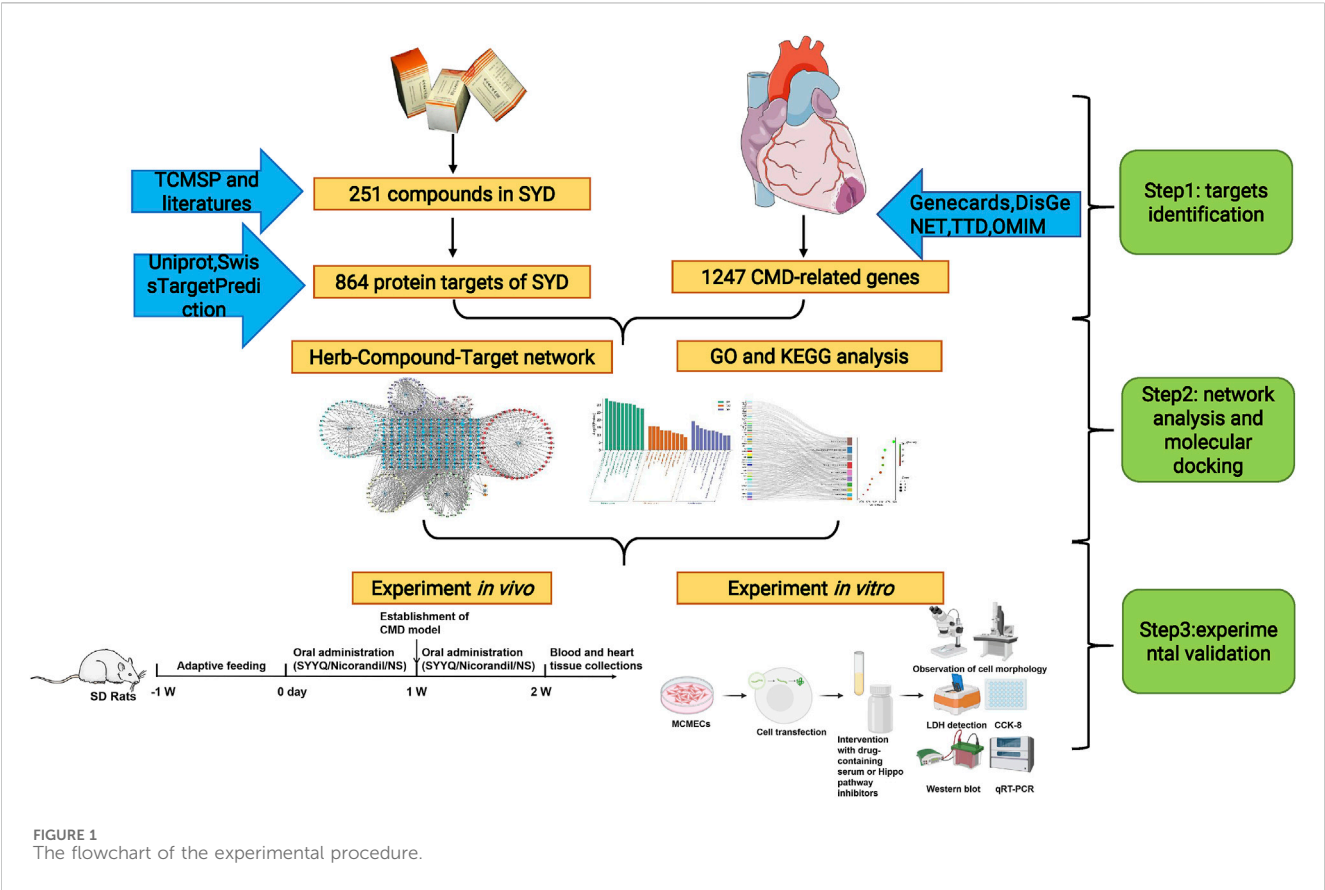 TCMSP and
literatures
251 compounds in SYD
Genecards,DisGe
NET,TTD,OMIM
Step1: targets
identification
Uniprot,Swis
sTargetPredi
ction
864 protein targets of SYD
1247 CMD-related genes
Herb-Compound-Target network
GO and KEGG analysis
Step2: network
analysis and
molecular
docking
Experiment in vivo
Experiment in vitro
Step3:experime
ntal validation
Establishment of
CMD model
Adaptive feeding
Oral administration
(SYYQ/Nicorandil/NS)
Oral administration
(SYYQ/Nicorandil/NS)
Blood and heart
tissue collections
SD Rats
-1 W
0 day
1 W
2 W
Observation of cell morphology
MCMECs
Cell transfection
Intervention
with drug-
containing
serum or Hippo
pathway
inhibitors
LDH detection
CCK-8
Western blot
qRT-PCR
FIGURE 1
The flowchart of the experimental procedure.